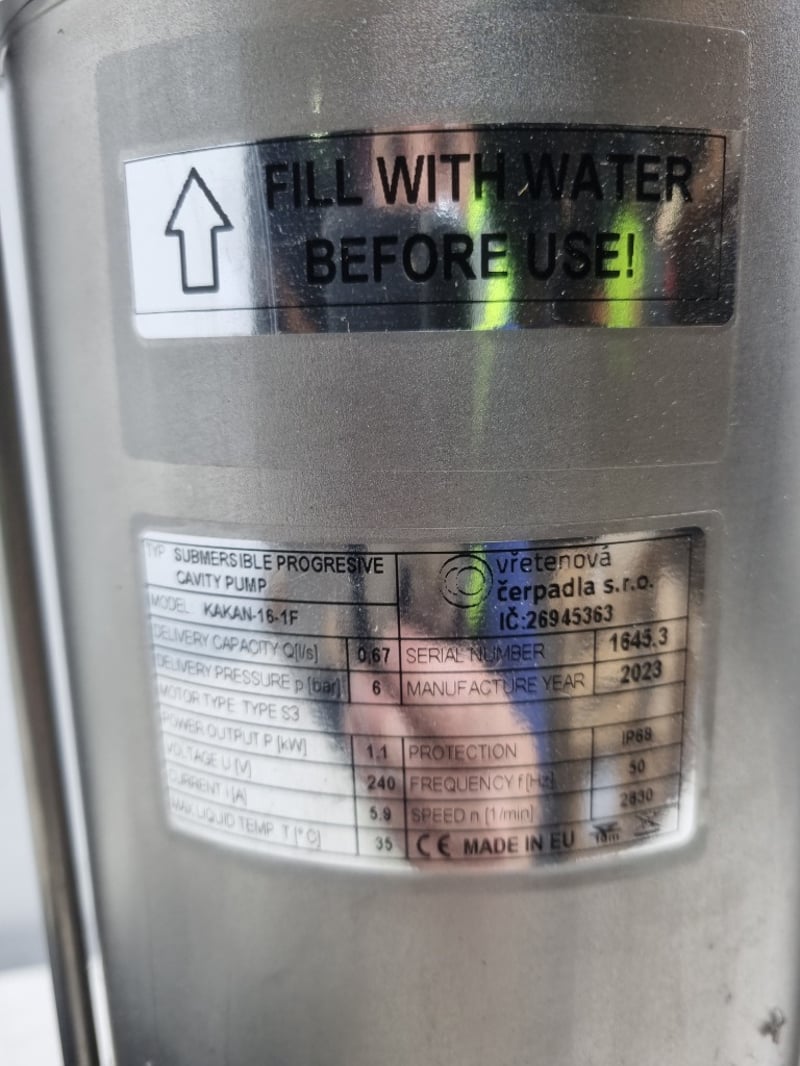 FILL WITH WATER
BEFORE USE!
TYP SUBMERSIBLE PROGRESIVE
CAVITY PUMP
MODEL KAKAN-16-1F
vřetenová
čerpadla s.r.o.
IČ:26945363
DELIVERY CAPACITY Q[l/s] 0,67 SERIAL NUMBER 1645.3
DELIVERY PRESSURE p [bar] 6 MANUFACTURE YEAR 2023
MOTOR TYPE TYPE S3
POWER OUTPUT P [kW] 1.1 PROTECTION IP68
VOLTAGE U [V] 240 FREQUENCY f [Hz] 50
CURRENT I [A] 5.9 SPEED n [1/min]
MAX LIQUID TEMP. T [°C] 35 CE MADE IN EU